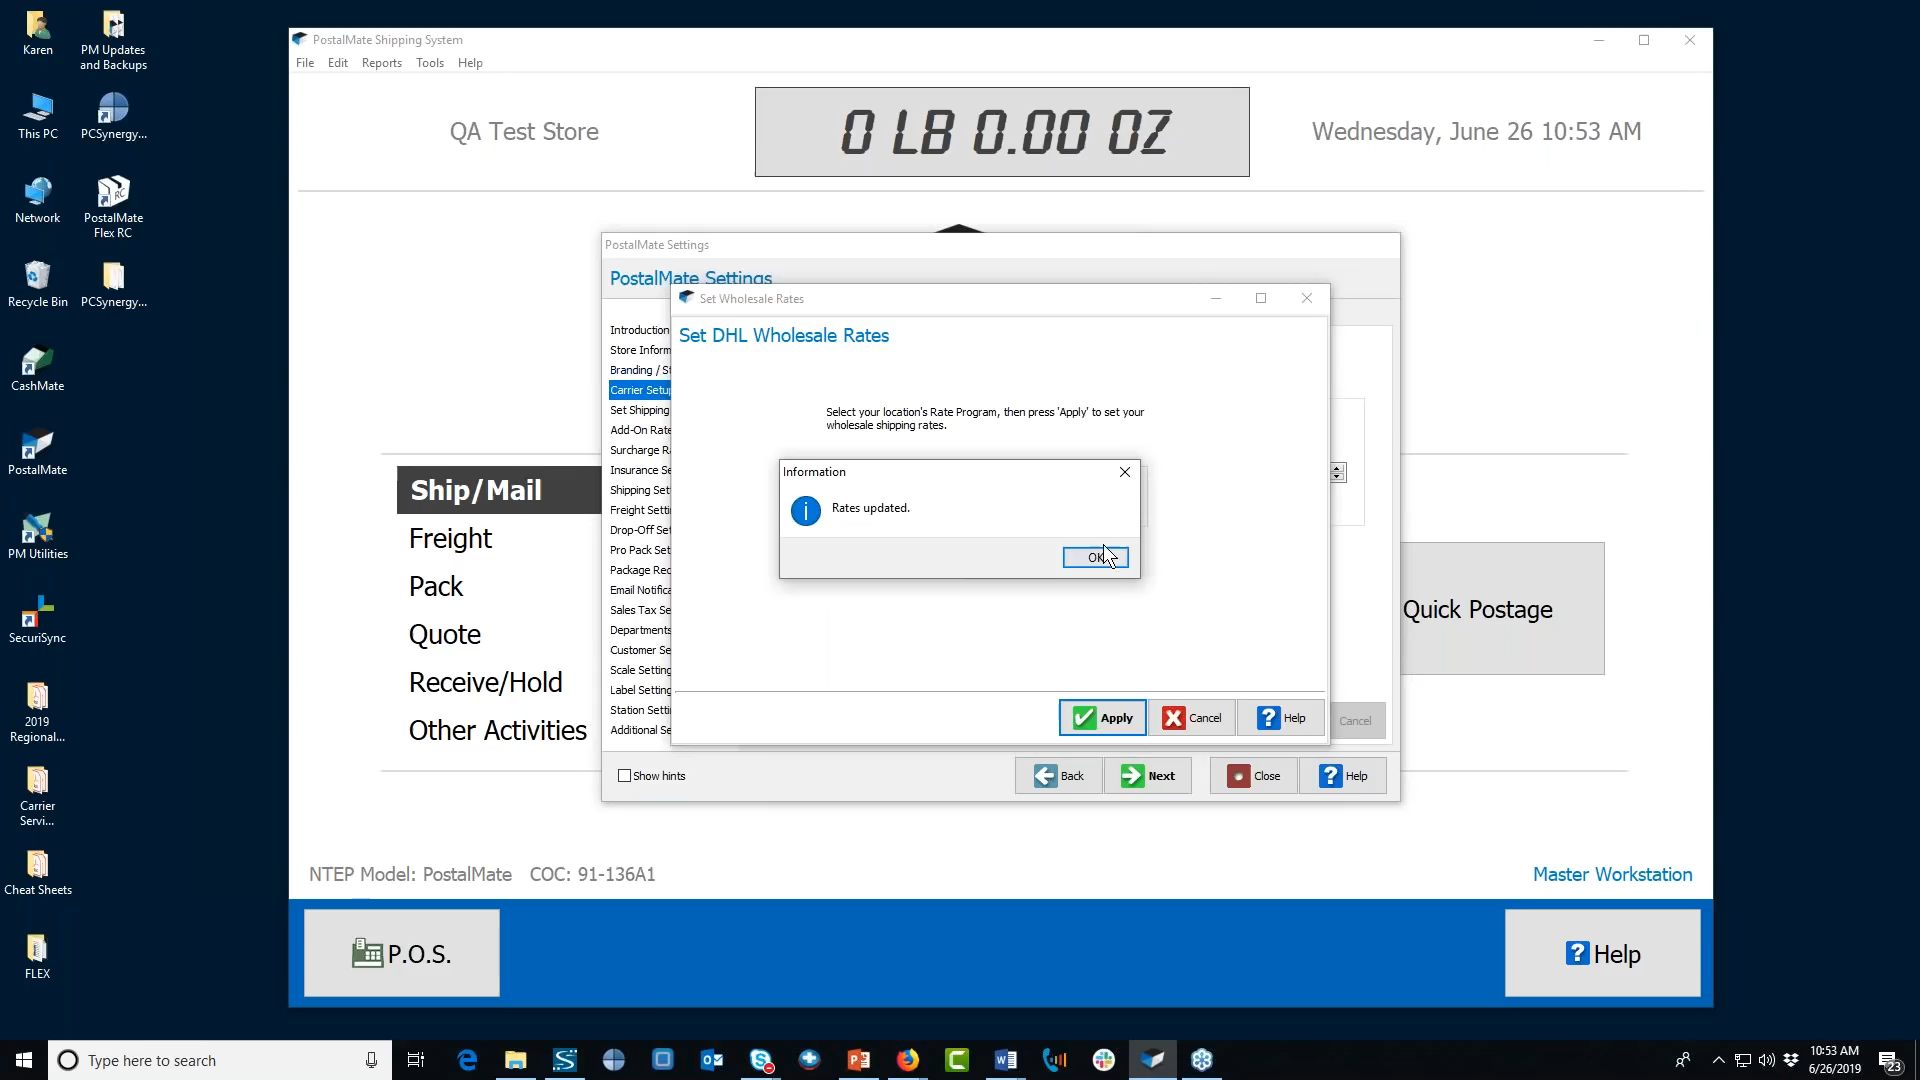 Karen
PM Updates
and Backups
This PC
PCSynergy...
Network
PostalMate
Flex RC
Recycle Bin
PCSynergy...
CashMate
PostalMate
PM Utilities
SecuriSync
2019
Regional...
Carrier
Servi...
Cheat Sheets
FLEX
PostalMate Shipping System
File Edit Reports Tools Help
QA Test Store
0 LB 0.00 OZ
Wednesday, June 26 10:53 AM
Ship/Mail
Freight
Pack
Quote
Receive/Hold
Other Activities
PostalMate Settings
PostalMate Settings
Introduction
Store Inform
Branding / St
Carrier Setu
Set Shipping
Add-On Rate
Surcharge R
Insurance Se
Shipping Set
Freight Setti
Drop-Off Set
Pro Pack Set
Package Rec
Email Notifica
Sales Tax Se
Departments
Customer Se
Scale Setting
Label Setting
Station Setti
Additional Se
Set Wholesale Rates
Set DHL Wholesale Rates
Select your location's Rate Program, then press 'Apply' to set your
wholesale shipping rates.
Information
Rates updated.
OK
Apply
Cancel
Help
Cancel
Show hints
Back
Next
Close
Help
Quick Postage
NTEP Model: PostalMate COC: 91-136A1
Master Workstation
P.O.S.
Help
Type here to search
10:53 AM
6/26/2019
23